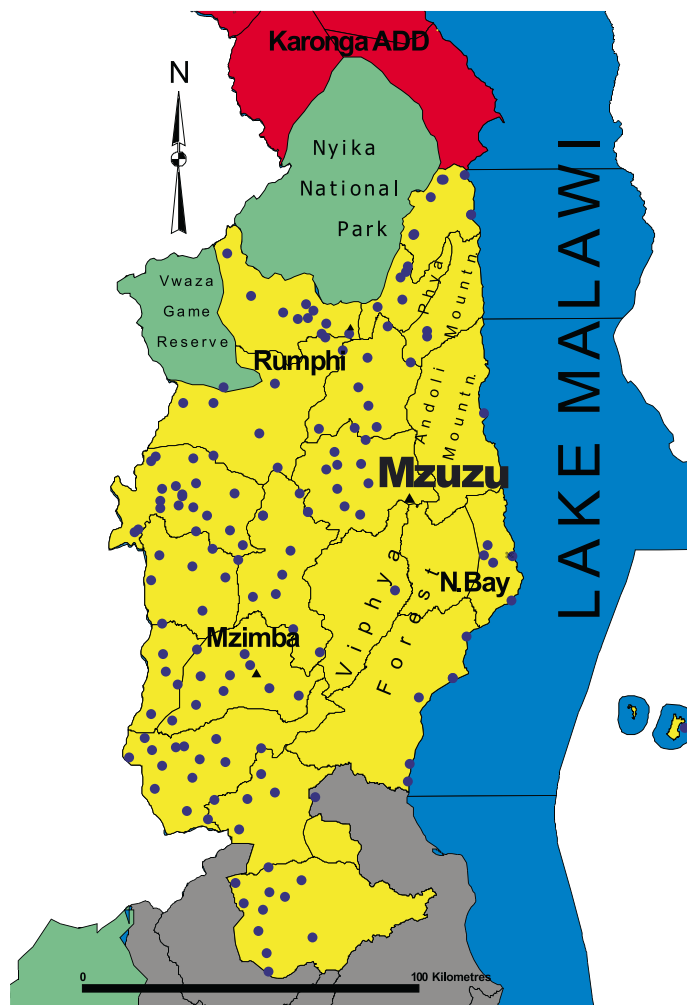 Karonga ADD
N
Nyika
National
Park
LAKE MALAWI
Vwaza
Game
Reserve
Phya
Mountn.
Rumphi
Andoli
Mountn.
Mzuzu
Viphya
Forest
N.Bay
Mzimba
0 100 Kilometres